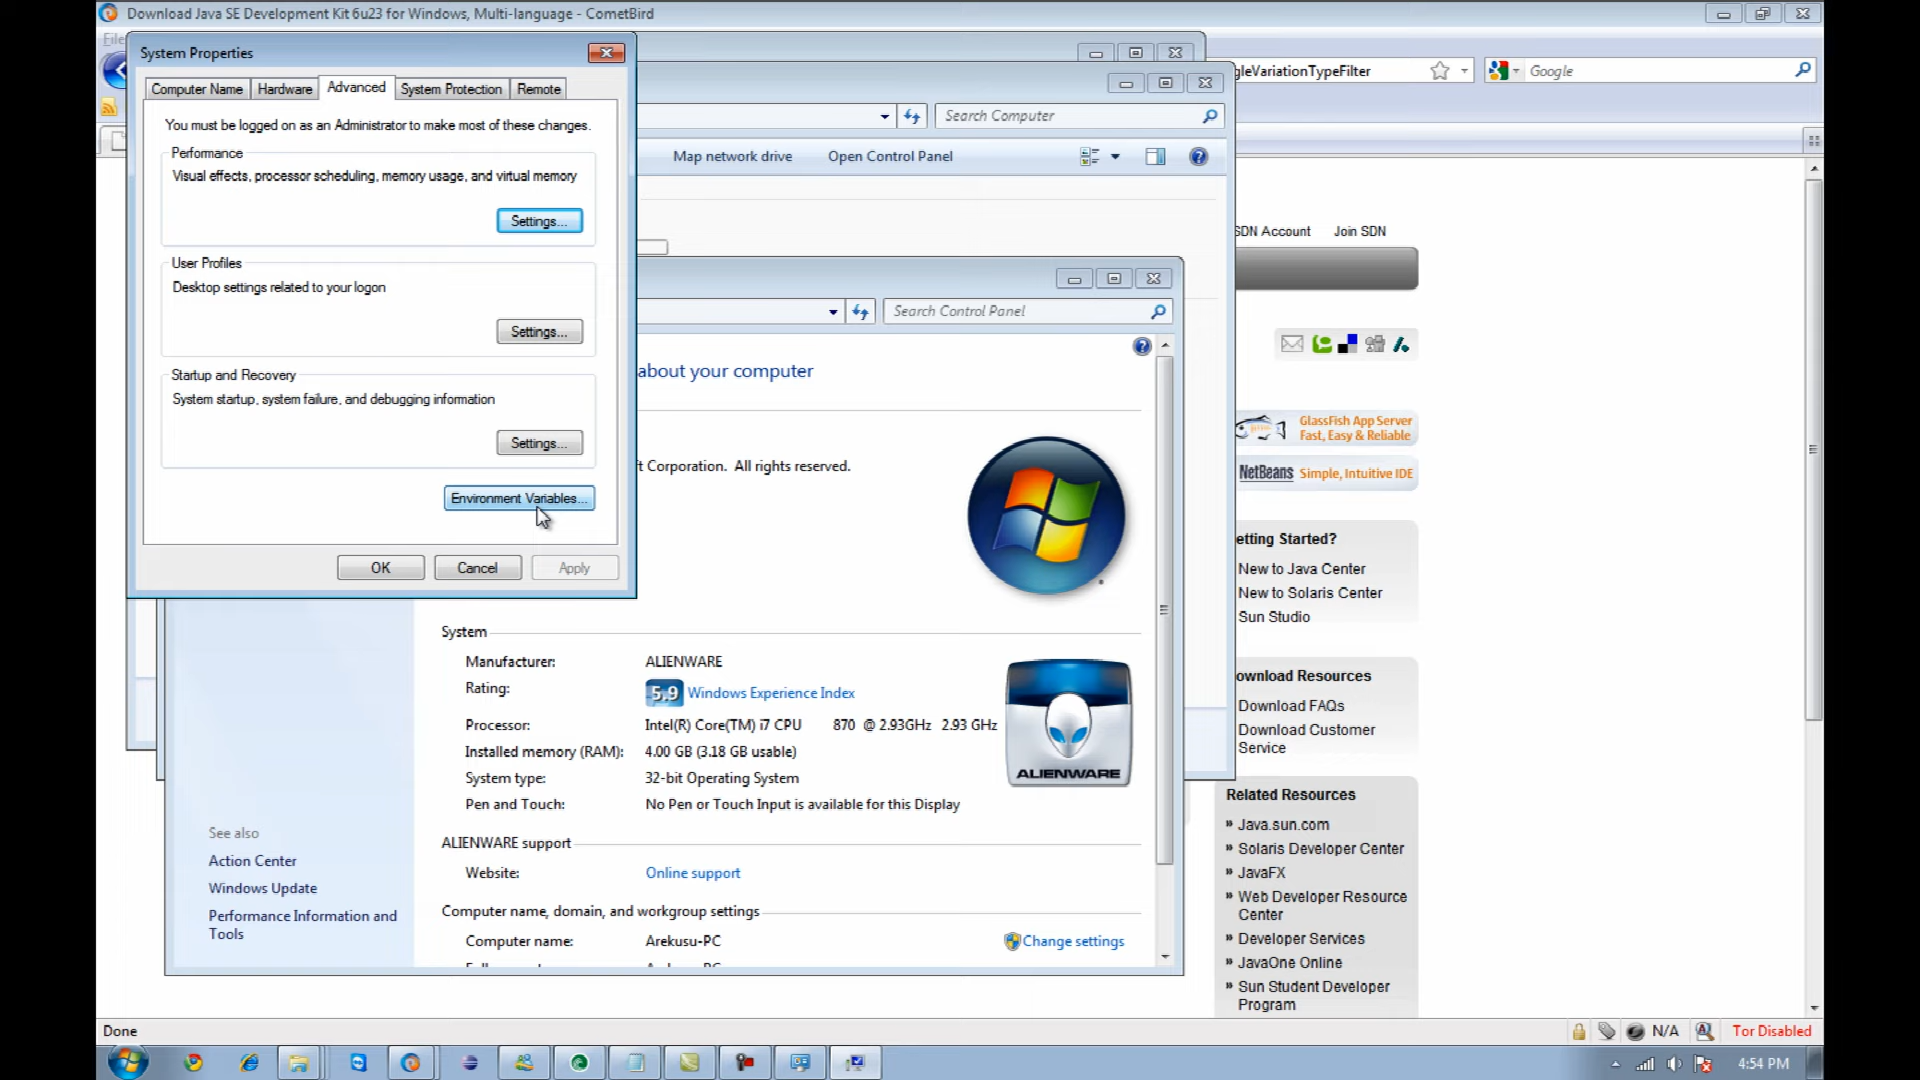 Download Java SE Development Kit 6u23 for Windows, Multi-language - CometBird
File
System Properties
Computer Name
Hardware
Advanced
System Protection
Remote
You must be logged on as an Administrator to make most of these changes.
Performance
Visual effects, processor scheduling, memory usage, and virtual memory
Settings...
User Profiles
Desktop settings related to your logon
Settings...
Startup and Recovery
System startup, system failure, and debugging information
Settings...
Environment Variables...
OK
Cancel
Apply
gleVariationTypeFilter
Google
Search Computer
Map network drive
Open Control Panel
Search Control Panel
about your computer
t Corporation. All rights reserved.
System
Manufacturer: ALIENWARE
Rating: 5.9 Windows Experience Index
Processor: Intel(R) Core(TM) i7 CPU 870 @ 2.93GHz 2.93 GHz
Installed memory (RAM): 4.00 GB (3.18 GB usable)
System type: 32-bit Operating System
Pen and Touch: No Pen or Touch Input is available for this Display
ALIENWARE
ALIENWARE support
Website: Online support
Computer name, domain, and workgroup settings
Computer name: Arekusu-PC
Change settings
See also
Action Center
Windows Update
Performance Information and
Tools
SDN Account
Join SDN
GlassFish App Server
Fast, Easy & Reliable
NetBeans Simple, Intuitive IDE
etting Started?
New to Java Center
New to Solaris Center
Sun Studio
ownload Resources
Download FAQs
Download Customer
Service
Related Resources
» Java.sun.com
» Solaris Developer Center
» JavaFX
» Web Developer Resource
Center
» Developer Services
» JavaOne Online
» Sun Student Developer
Program
Done
N/A
Tor Disabled
4:54 PM